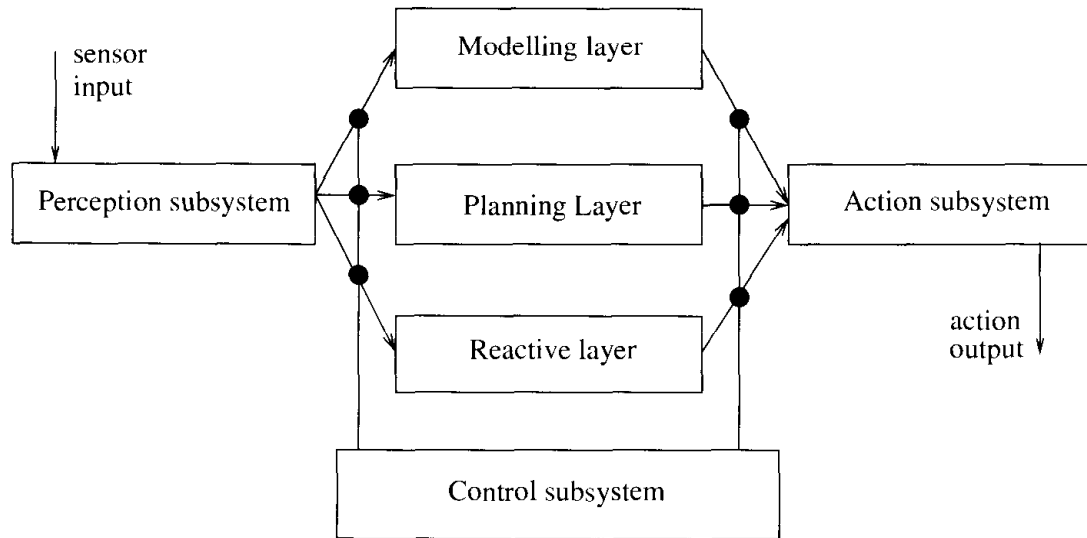 sensor
input
Modelling layer
Perception subsystem
Planning Layer
Action subsystem
Reactive layer
action
output
Control subsystem